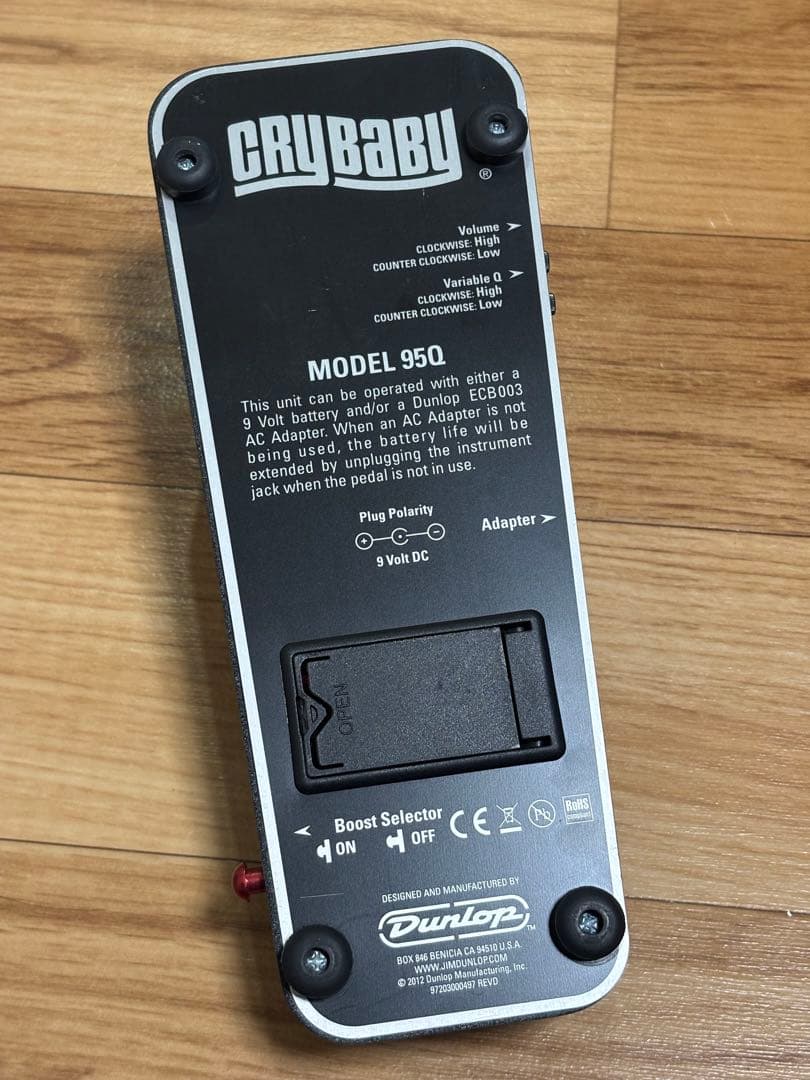 CRYBABY®
Volume
CLOCKWISE: High
COUNTER CLOCKWISE: Low
Variable Q
CLOCKWISE: High
COUNTER CLOCKWISE: Low
MODEL 95Q
This unit can be operated with either a
9 Volt battery and/or a Dunlop ECB003
AC Adapter. When an AC Adapter is not
being used, the battery life will be
extended by unplugging the instrument
jack when the pedal is not in use.
Plug Polarity
+ C -
9 Volt DC
Adapter
OPEN
Boost Selector
ON OFF
CE Pb RoHS
compliant
DESIGNED AND MANUFACTURED BY
Dunlop™
BOX 846 BENICIA CA 94510 U.S.A.
WWW.JIMDUNLOP.COM
© 2012 Dunlop Manufacturing, Inc.
97203000497 REVD